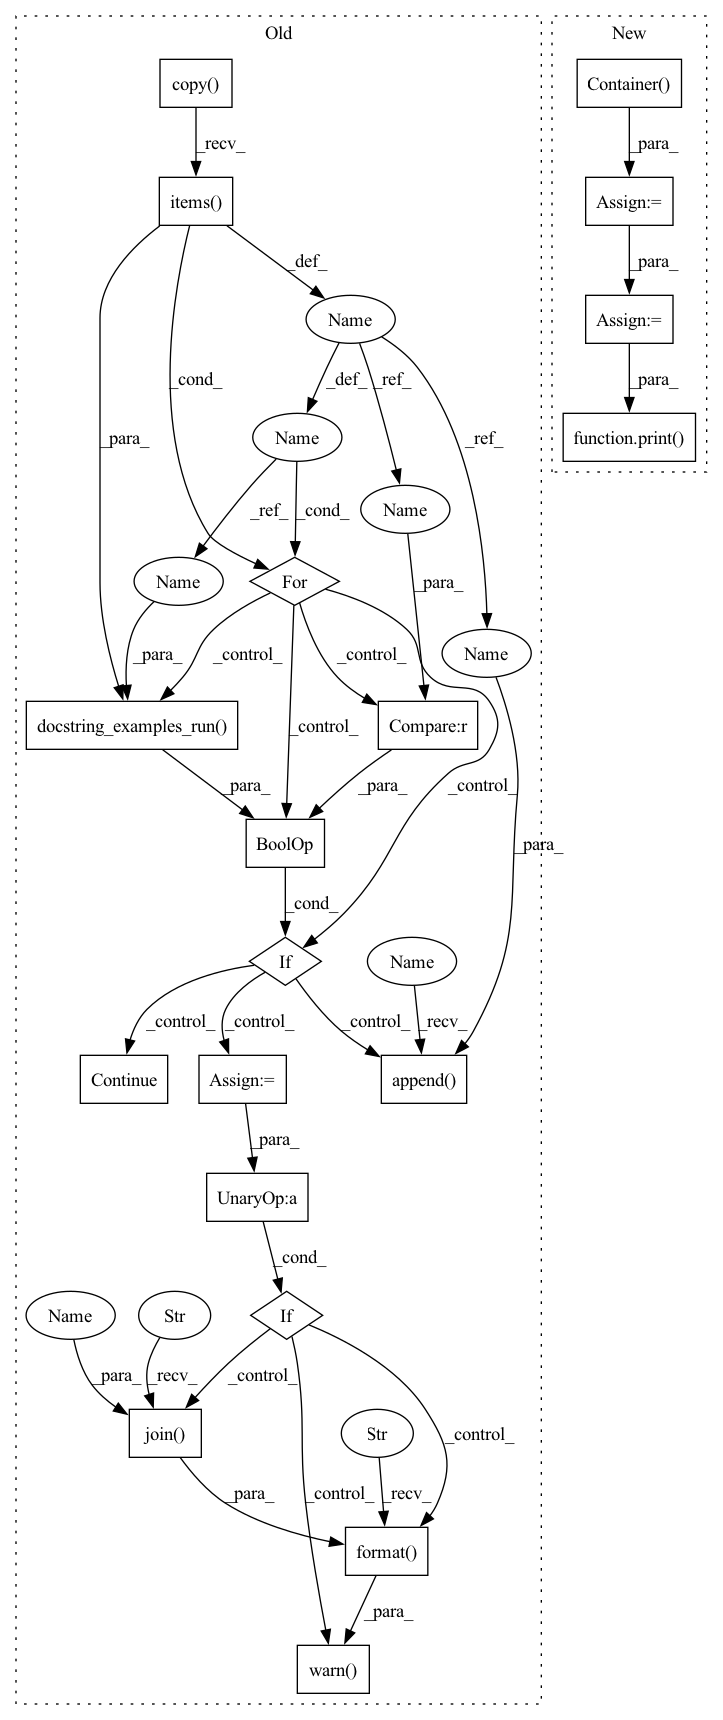 Old
New
copy()
Container()
_recv_
_para_
items()
Assign:=
_def_
_para_
Name
Assign:=
_cond_
_def_
_ref_
_para_
_para_
Name
_ref_
function.print()
_ref_
_cond_
Name
Name
For
_para_
Name
_para_
_control_
_control_
docstring_examples_run()
_control_
Compare:r
_para_
_para_
_control_
BoolOp
_para_
_cond_
If
Name
_control_
_control_
_control_
_recv_
Continue
Assign:=
append()
_para_
UnaryOp:a
_cond_
Name
Str
If
_para_
_recv_
_control_
join()
Str
_control_
_para_
_control_
_recv_
format()
_para_
warn()